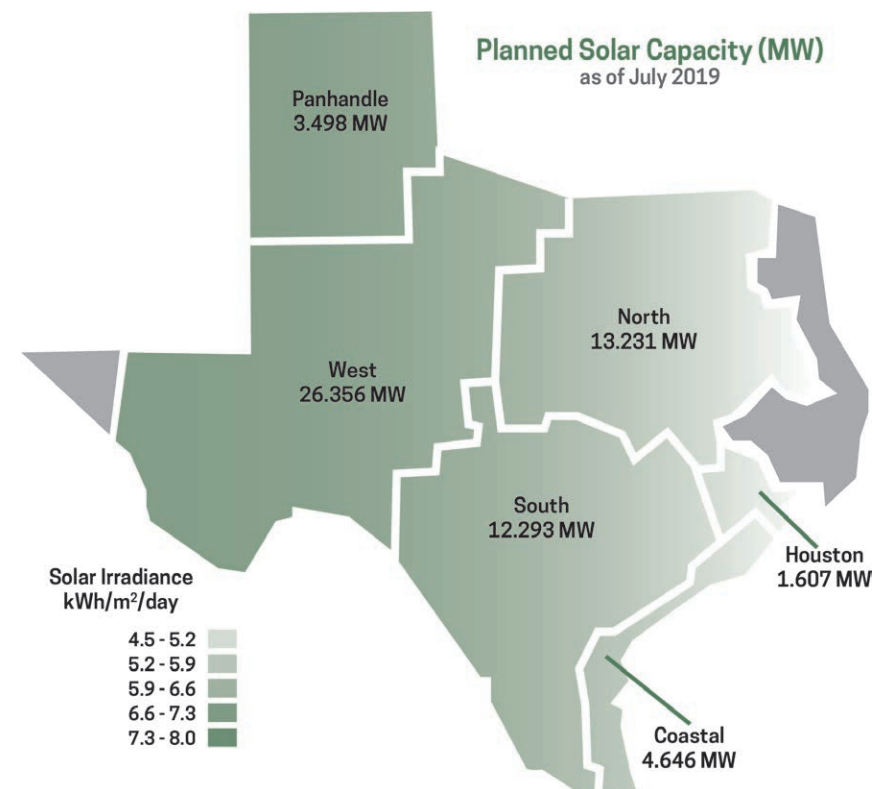 Planned Solar Capacity (MW)
as of July 2019
Panhandle
3.498 MW
North
13.231 MW
West
26.356 MW
South
12.293 MW
Houston
1.607 MW
Coastal
4.646 MW
Solar Irradiance
kWh/m²/day
4.5 - 5.2
5.2 - 5.9
5.9 - 6.6
6.6 - 7.3
7.3 - 8.0